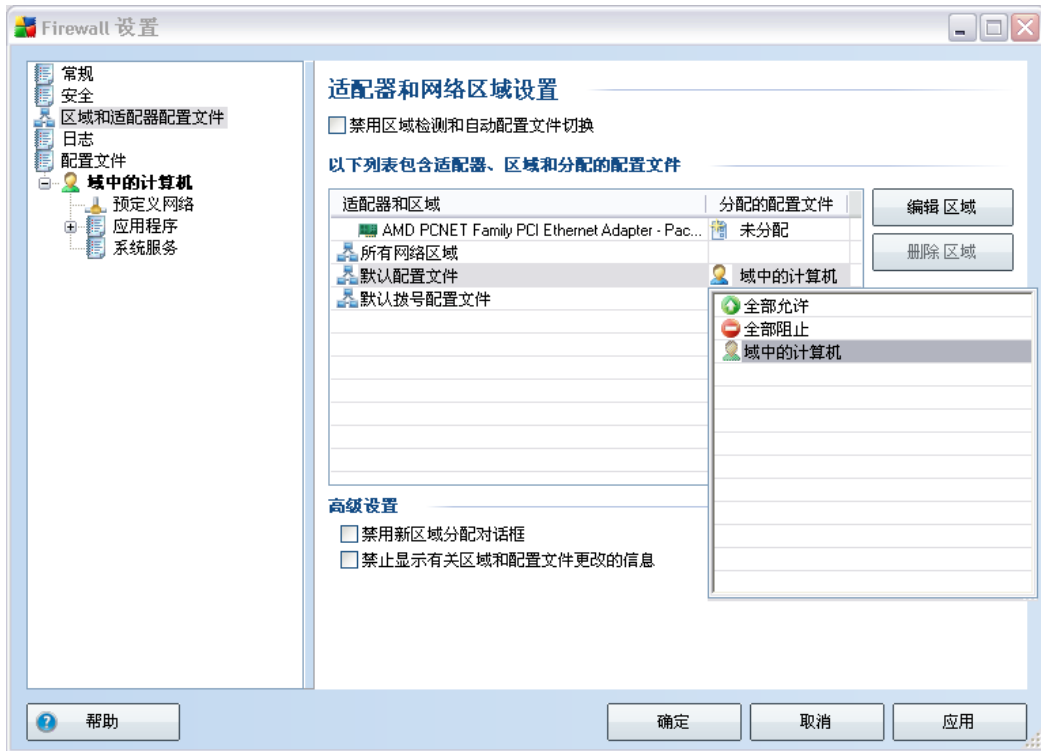 Firewall 设置
常规
安全
区域和适配器配置文件
日志
配置文件
域中的计算机
预定义网络
应用程序
系统服务
适配器和网络区域设置
禁用区域检测和自动配置文件切换
以下列表包含适配器、区域和分配的配置文件
适配器和区域 分配的配置文件
AMD PCNET Family PCI Ethernet Adapter - Pac... 未分配
所有网络区域
默认配置文件 域中的计算机
默认拨号配置文件
全部允许
全部阻止
域中的计算机
编辑 区域
删除 区域
高级设置
禁用新区域分配对话框
禁止显示有关区域和配置文件更改的信息
帮助
确定
取消
应用